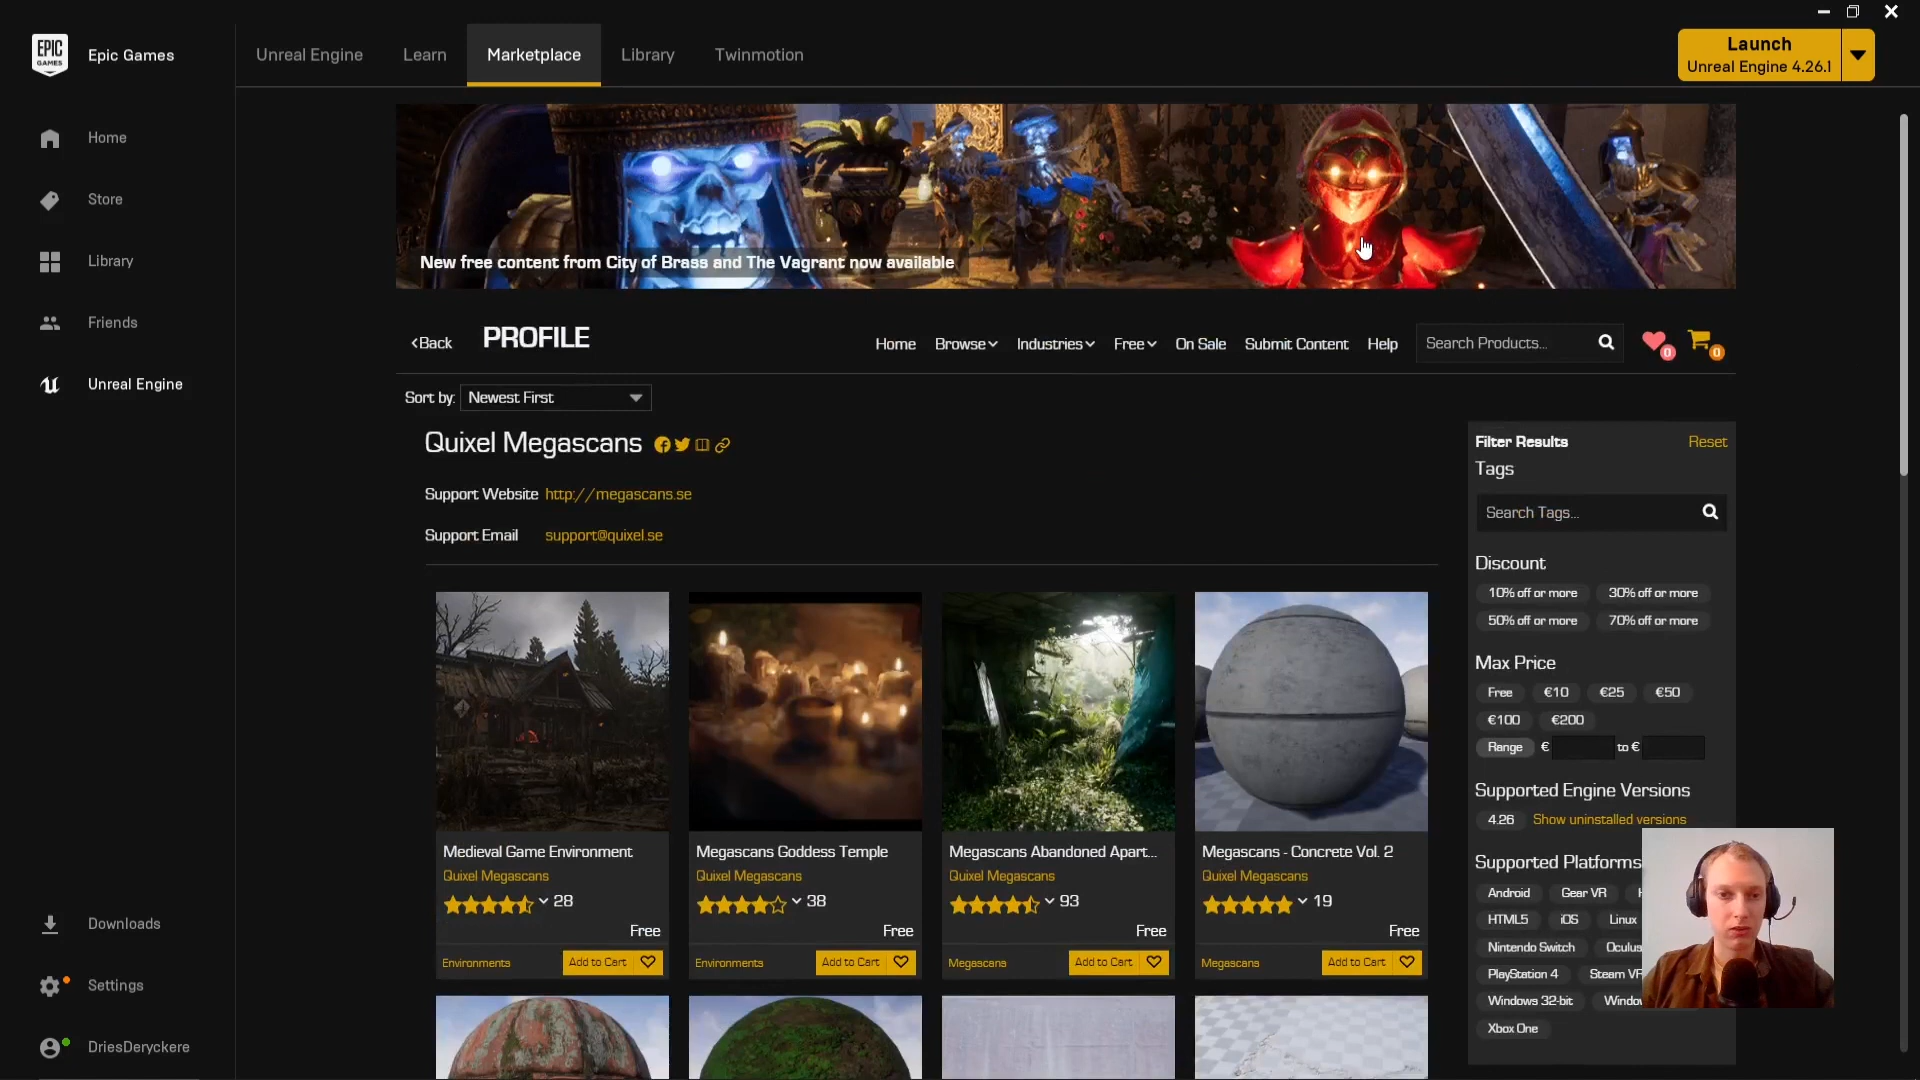 EPIC GAMES
Epic Games
Unreal Engine
Learn
Marketplace
Library
Twinmotion
Launch
Unreal Engine 4.26.1
Home
Store
Library
Friends
Unreal Engine
Downloads
Settings
DriesDeryckere
New free content from City of Brass and The Vagrant now available
Back
PROFILE
Home
Browse
Industries
Free
On Sale
Submit Content
Help
Search Products...
0
0
Sort by:
Newest First
Quixel Megascans
Support Website http://megascans.se
Support Email support@quixel.se
Medieval Game Environment
Quixel Megascans
28
Free
Environments
Add to Cart
Megascans Goddess Temple
Quixel Megascans
38
Free
Environments
Add to Cart
Megascans Abandoned Apart...
Quixel Megascans
93
Free
Megascans
Add to Cart
Megascans - Concrete Vol. 2
Quixel Megascans
19
Free
Megascans
Add to Cart
Filter Results
Reset
Tags
Search Tags...
Discount
10% off or more 30% off or more
50% off or more 70% off or more
Max Price
Free €10 €25 €50
€100 €200
Range € to €
Supported Engine Versions
4.26 Show uninstalled versions
Supported Platforms
Android Gear VR
HTML5 iOS Linux
Nintendo Switch Oculus
PlayStation 4 Steam VR
Windows 32-bit
Xbox One